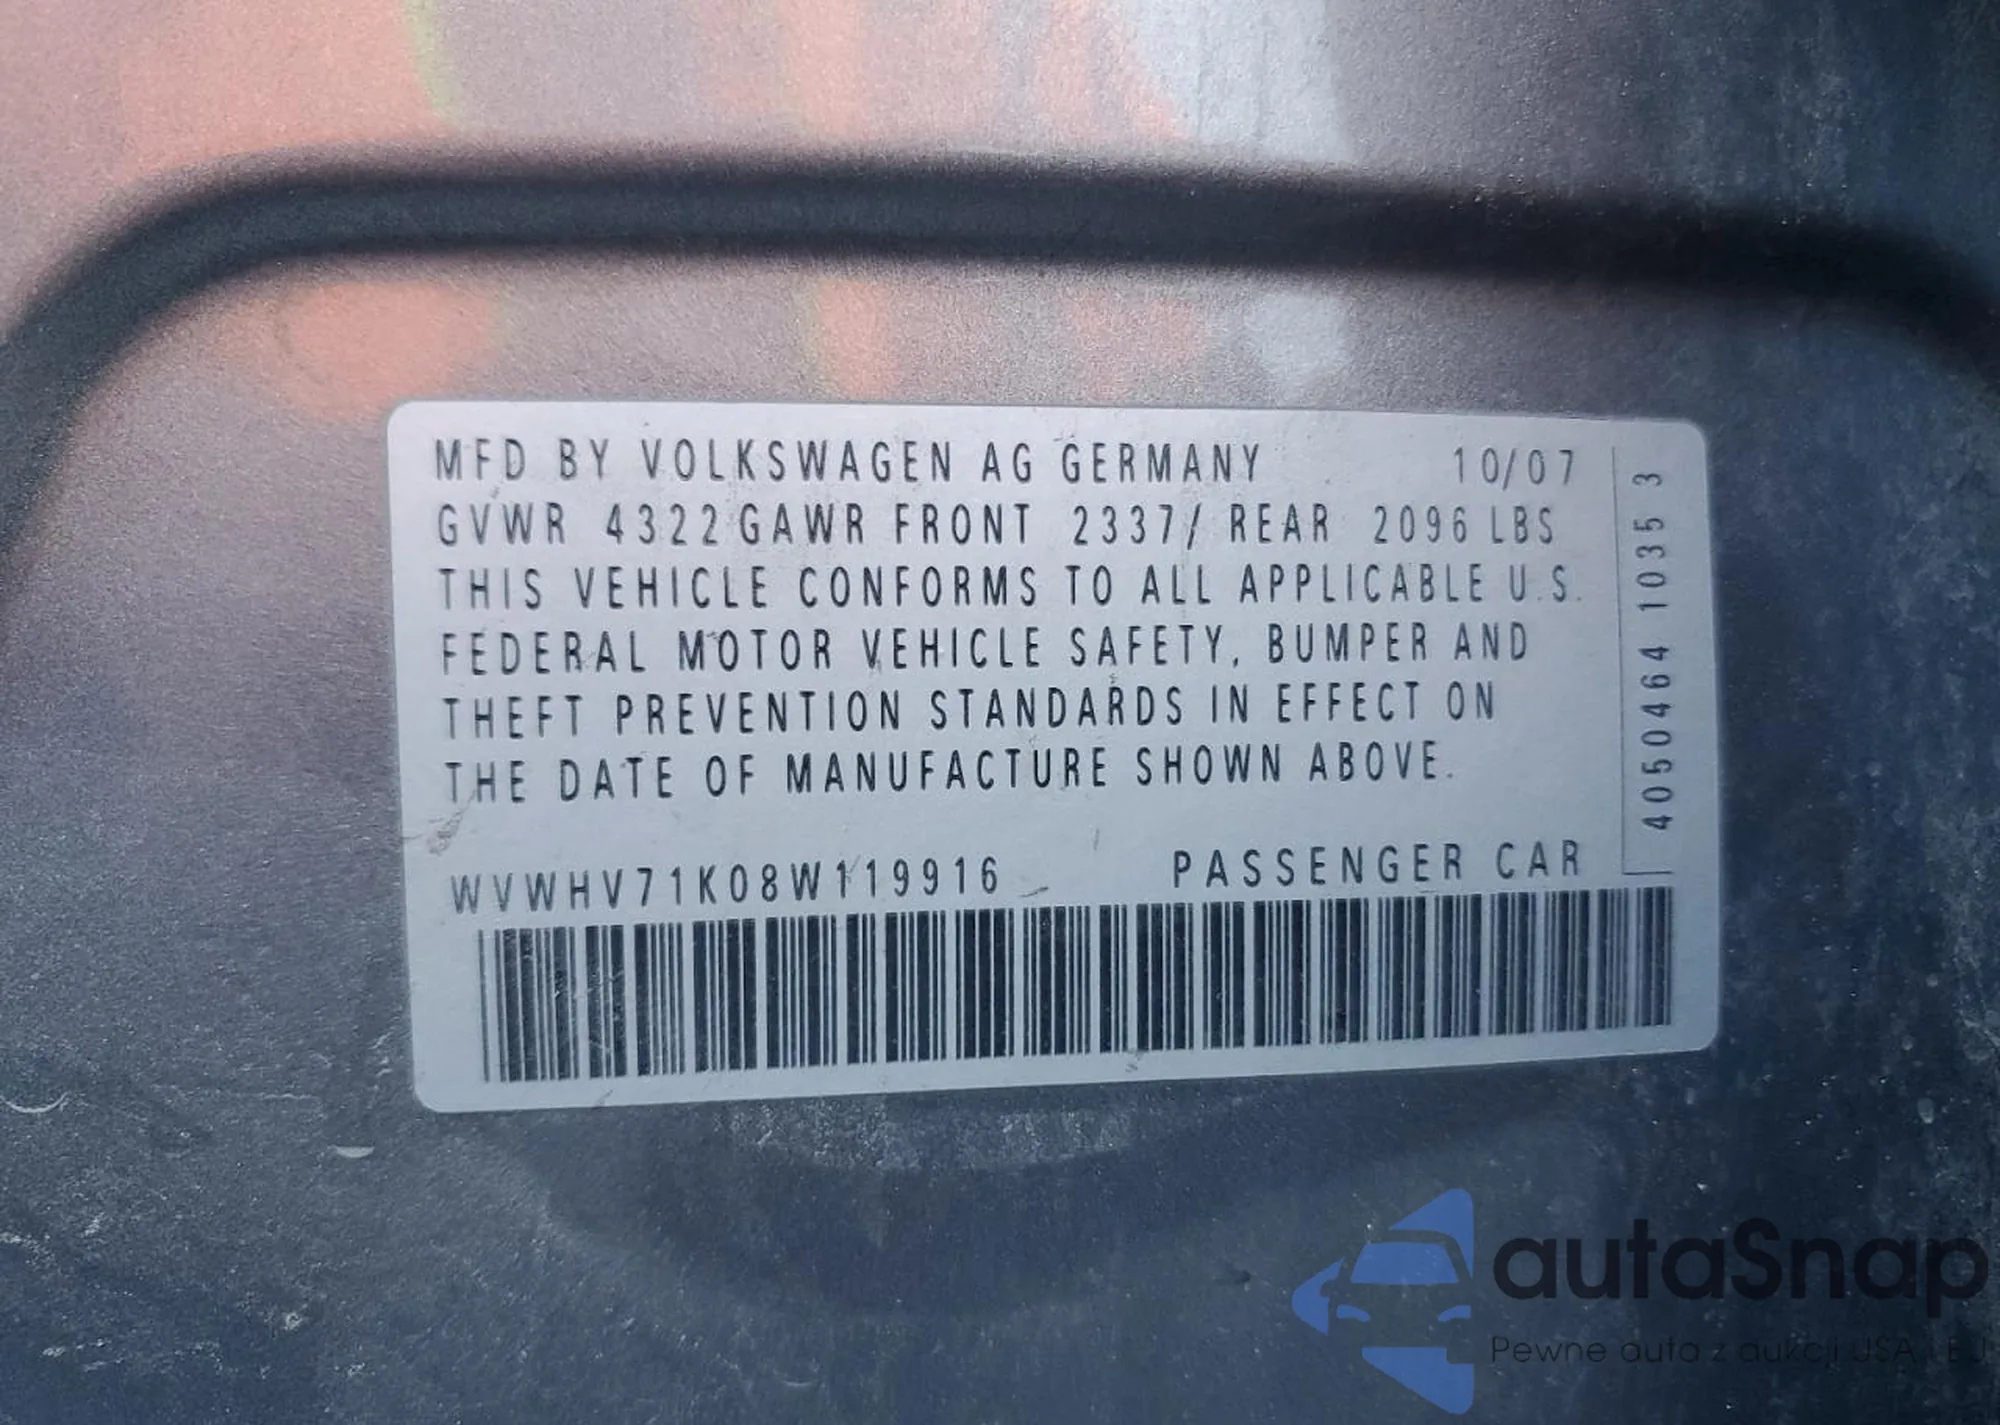 MFD BY VOLKSWAGEN AG GERMANY 10/07
GVWR 4322 GAWR FRONT 2337/ REAR 2096 LBS
THIS VEHICLE CONFORMS TO ALL APPLICABLE U.S.
FEDERAL MOTOR VEHICLE SAFETY, BUMPER AND
THEFT PREVENTION STANDARDS IN EFFECT ON
THE DATE OF MANUFACTURE SHOWN ABOVE.
WVWHV71K08W119916 PASSENGER CAR
4050464 1035 3
autaSnap
Pewne auta z aukcji USA i EU